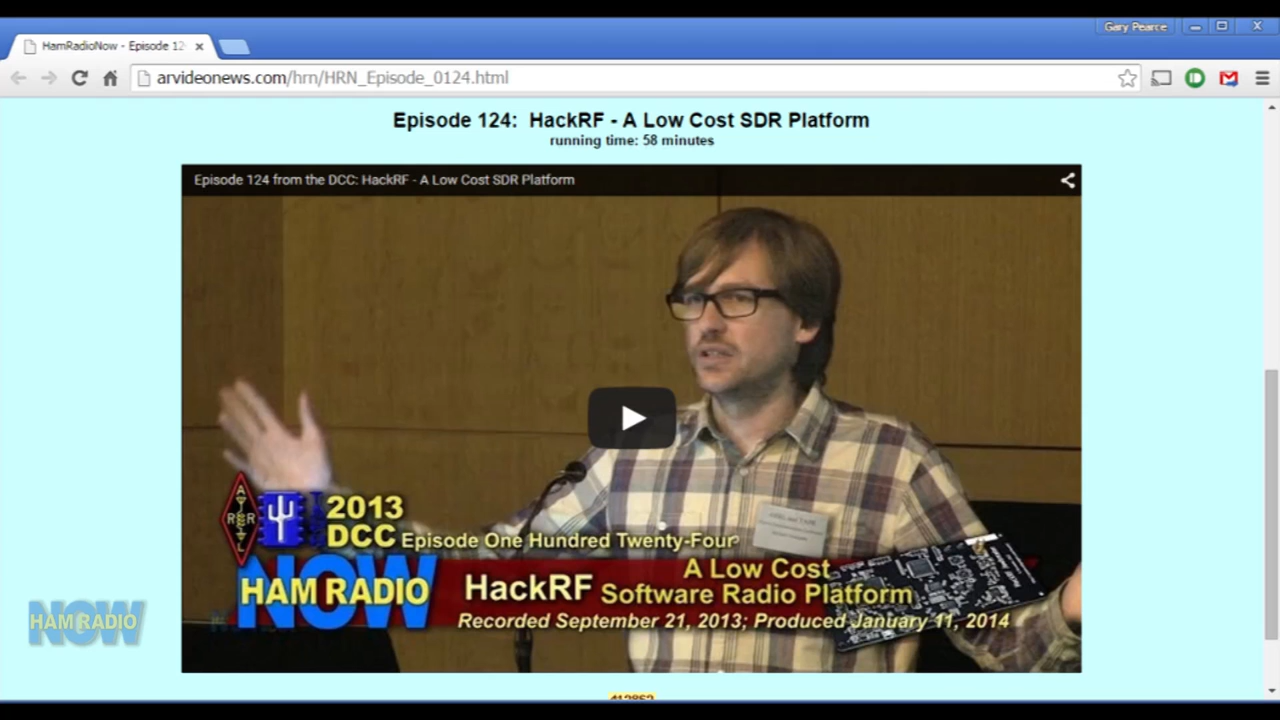 Gary Pearce
HamRadioNow - Episode 12
arvideonews.com/hrn/HRN_Episode_0124.html
Episode 124: HackRF - A Low Cost SDR Platform
running time: 58 minutes
Episode 124 from the DCC: HackRF - A Low Cost SDR Platform
2013
DCC Episode One Hundred Twenty-Four
ARRL
TAPR
NOW
HAM RADIO
HackRF
A Low Cost
Software Radio Platform
Recorded September 21, 2013; Produced January 11, 2014
NOW
HAM RADIO